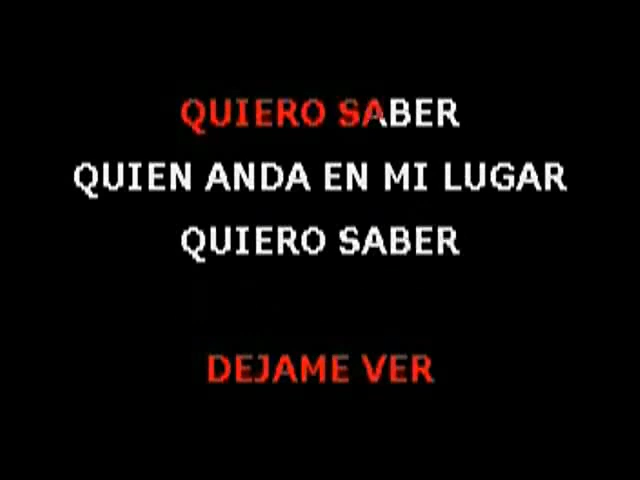 QUIERO SABER
QUIEN ANDA EN MI LUGAR
QUIERO SABER
DEJAME VER